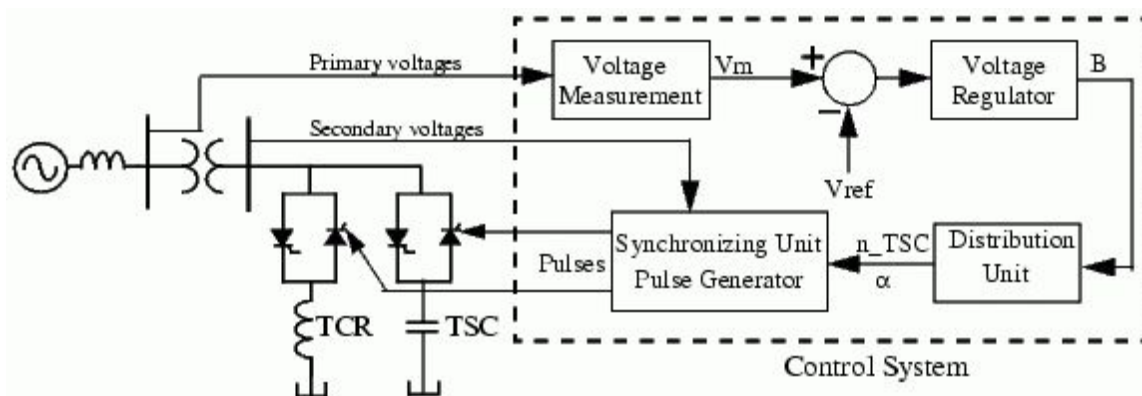 Primary voltages
Voltage
Measurement
Vm
+
Voltage
Regulator
B
Secondary voltages
−
Vref
Pulses
Synchronizing Unit
Pulse Generator
n_TSC
α
Distribution
Unit
TCR
TSC
Control System